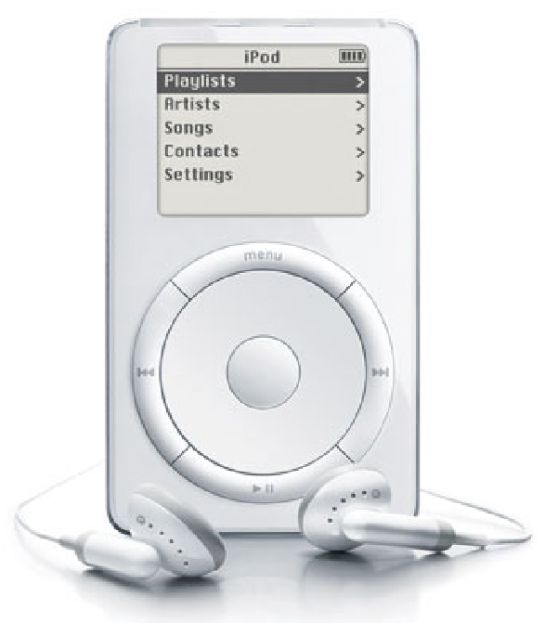 iPod
Playlists >
Artists >
Songs >
Contacts >
Settings >
menu